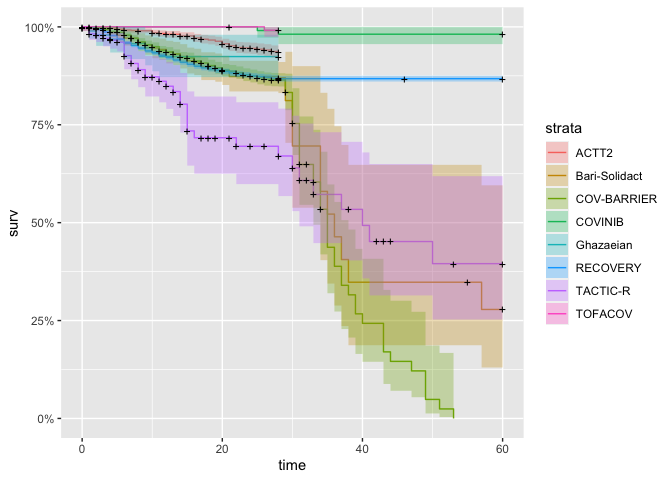 100%
75%
50%
25%
0%
surv
0
20
40
60
time
strata
ACTT2
Bari-Solidact
COV-BARRIER
COVINIB
Ghazaeian
RECOVERY
TACTIC-R
TOFACOV